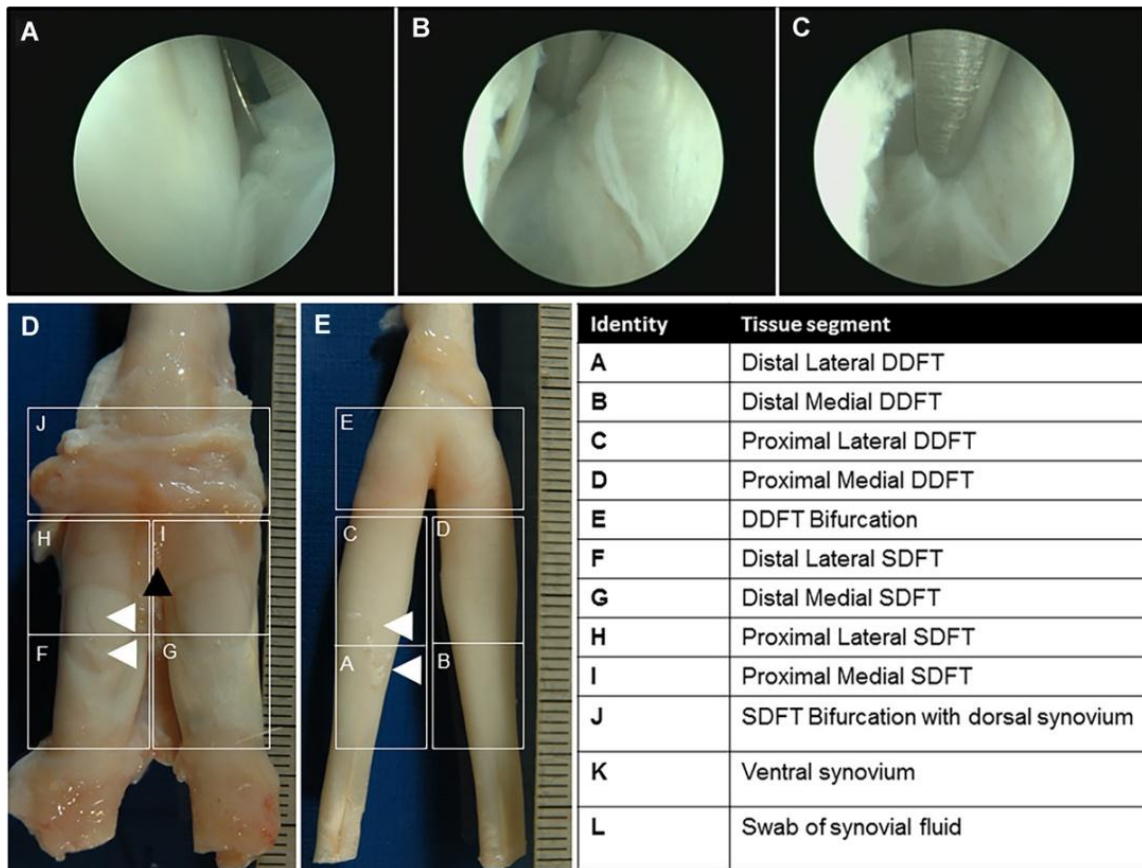 A
B
C
D
J
H
I
F
G
E
E
C
D
A
B
Identity Tissue segment
A Distal Lateral DDFT
B Distal Medial DDFT
C Proximal Lateral DDFT
D Proximal Medial DDFT
E DDFT Bifurcation
F Distal Lateral SDFT
G Distal Medial SDFT
H Proximal Lateral SDFT
I Proximal Medial SDFT
J SDFT Bifurcation with dorsal synovium
K Ventral synovium
L Swab of synovial fluid